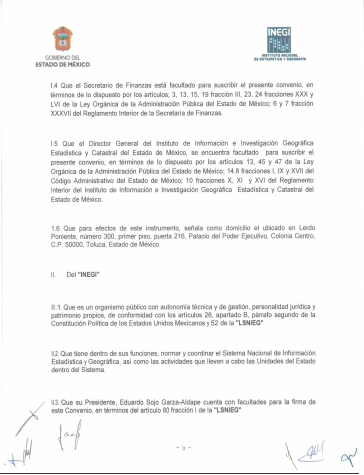 GOBIERNO DEL
ESTADO DE MÉXICO
INEGI
INSTITUTO NACIONAL
DE ESTADÍSTICA Y GEOGRAFÍA
I.4 Que el Secretario de Finanzas está facultado para suscribir el presente convenio, en
términos de lo dispuesto por los artículos; 3, 13, 15, 19 fracción III, 23, 24 fracciones XXX y
LVI de la Ley Orgánica de la Administración Pública del Estado de México; 6 y 7 fracción
XXXVII del Reglamento Interior de la Secretaría de Finanzas.
I.5 Que el Director General del Instituto de Información e Investigación Geográfica
Estadística y Catastral del Estado de México, se encuentra facultado para suscribir el
presente convenio, en términos de lo dispuesto por los artículos 13, 45 y 47 de la Ley
Orgánica de la Administración Pública del Estado de México; 14.8 fracciones I, IX y XVII del
Código Administrativo del Estado de México; 10 fracciones X, XI y XVI del Reglamento
Interior del Instituto de Información e Investigación Geográfica Estadística y Catastral del
Estado de México.
1.6 Que para efectos de este instrumento, señala como domicilio el ubicado en Lerdo
Poniente, número 300, primer piso, puerta 216, Palacio del Poder Ejecutivo, Colonia Centro,
C.P. 50000, Toluca, Estado de México.
II. Del "INEGI"
II.1. Que es un organismo público con autonomía técnica y de gestión, personalidad jurídica y
patrimonio propios, de conformidad con los artículos 26, apartado B, párrafo segundo de la
Constitución Política de los Estados Unidos Mexicanos y 52 de la "LSNIEG"
II2. Que tiene dentro de sus funciones, normar y coordinar el Sistema Nacional de Información
Estadística y Geográfica, así como las actividades que lleven a cabo las Unidades del Estado
dentro del Sistema.
II3. Que su Presidente, Eduardo Sojo Garza-Aldape cuenta con facultades para la firma de
este Convenio, en términos del artículo 80 fracción I de la "LSNIEG"
- 3 -